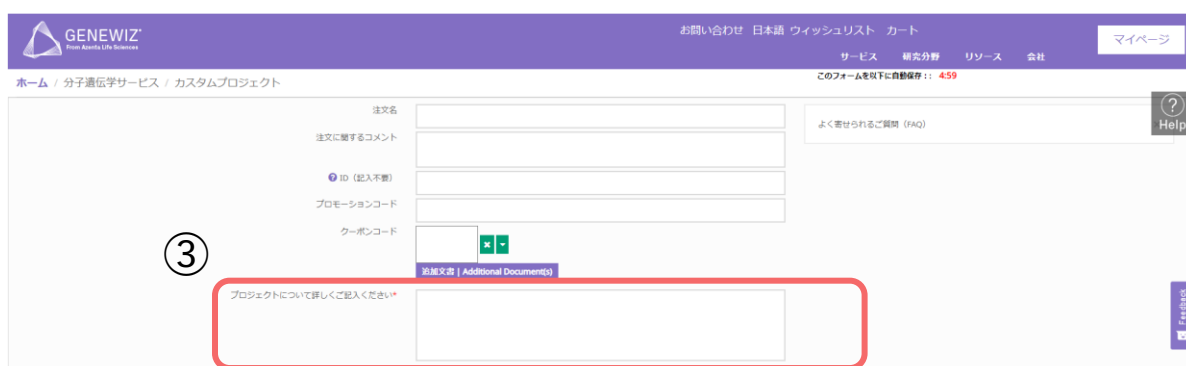 GENEWIZ
From Azenta Life Sciences
お問い合わせ 日本語 ウィッシュリスト カート
マイページ
サービス 研究分野 リソース 会社
ホーム / 分子遺伝学サービス / カスタムプロジェクト
このフォームを以下に自動保存:: 4:59
注文名
注文に関するコメント
ID(記入不要)
プロモーションコード
クーポンコード
追加文書 | Additional Document(s)
③
プロジェクトについて詳しくご記入ください*
よく寄せられるご質問(FAQ)
Help
Feedback